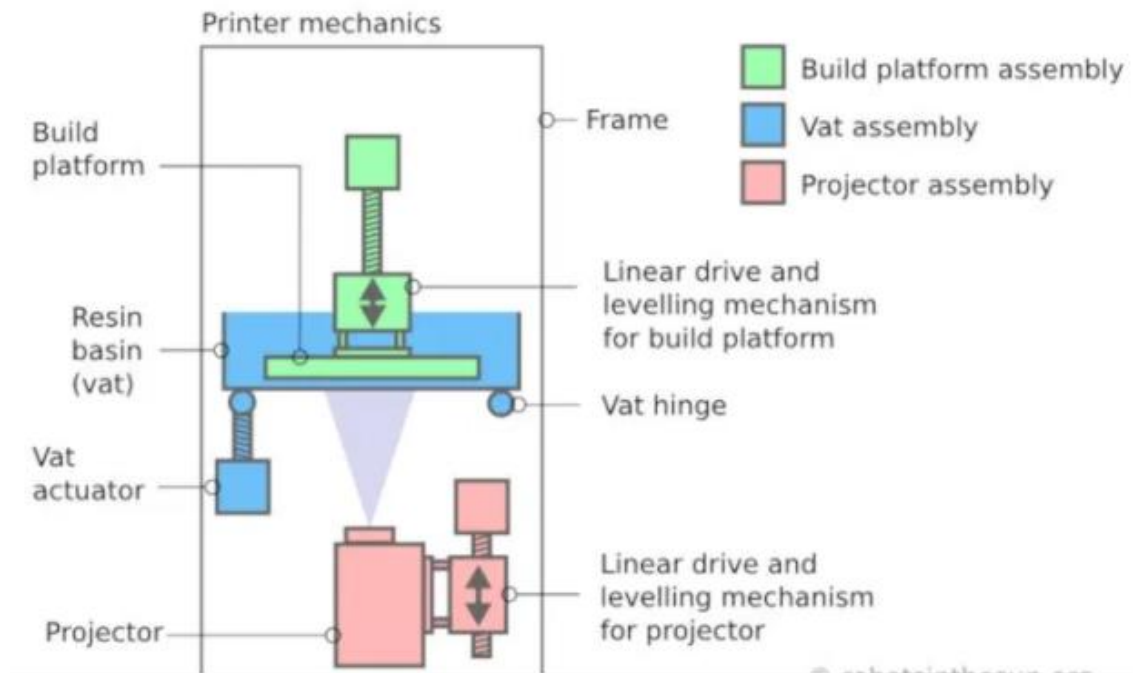 Printer mechanics
Build platform assembly
Vat assembly
Projector assembly
Frame
Build
platform
Linear drive and
levelling mechanism
for build platform
Resin
basin
(vat)
Vat hinge
Vat
actuator
Linear drive and
levelling mechanism
for projector
Projector